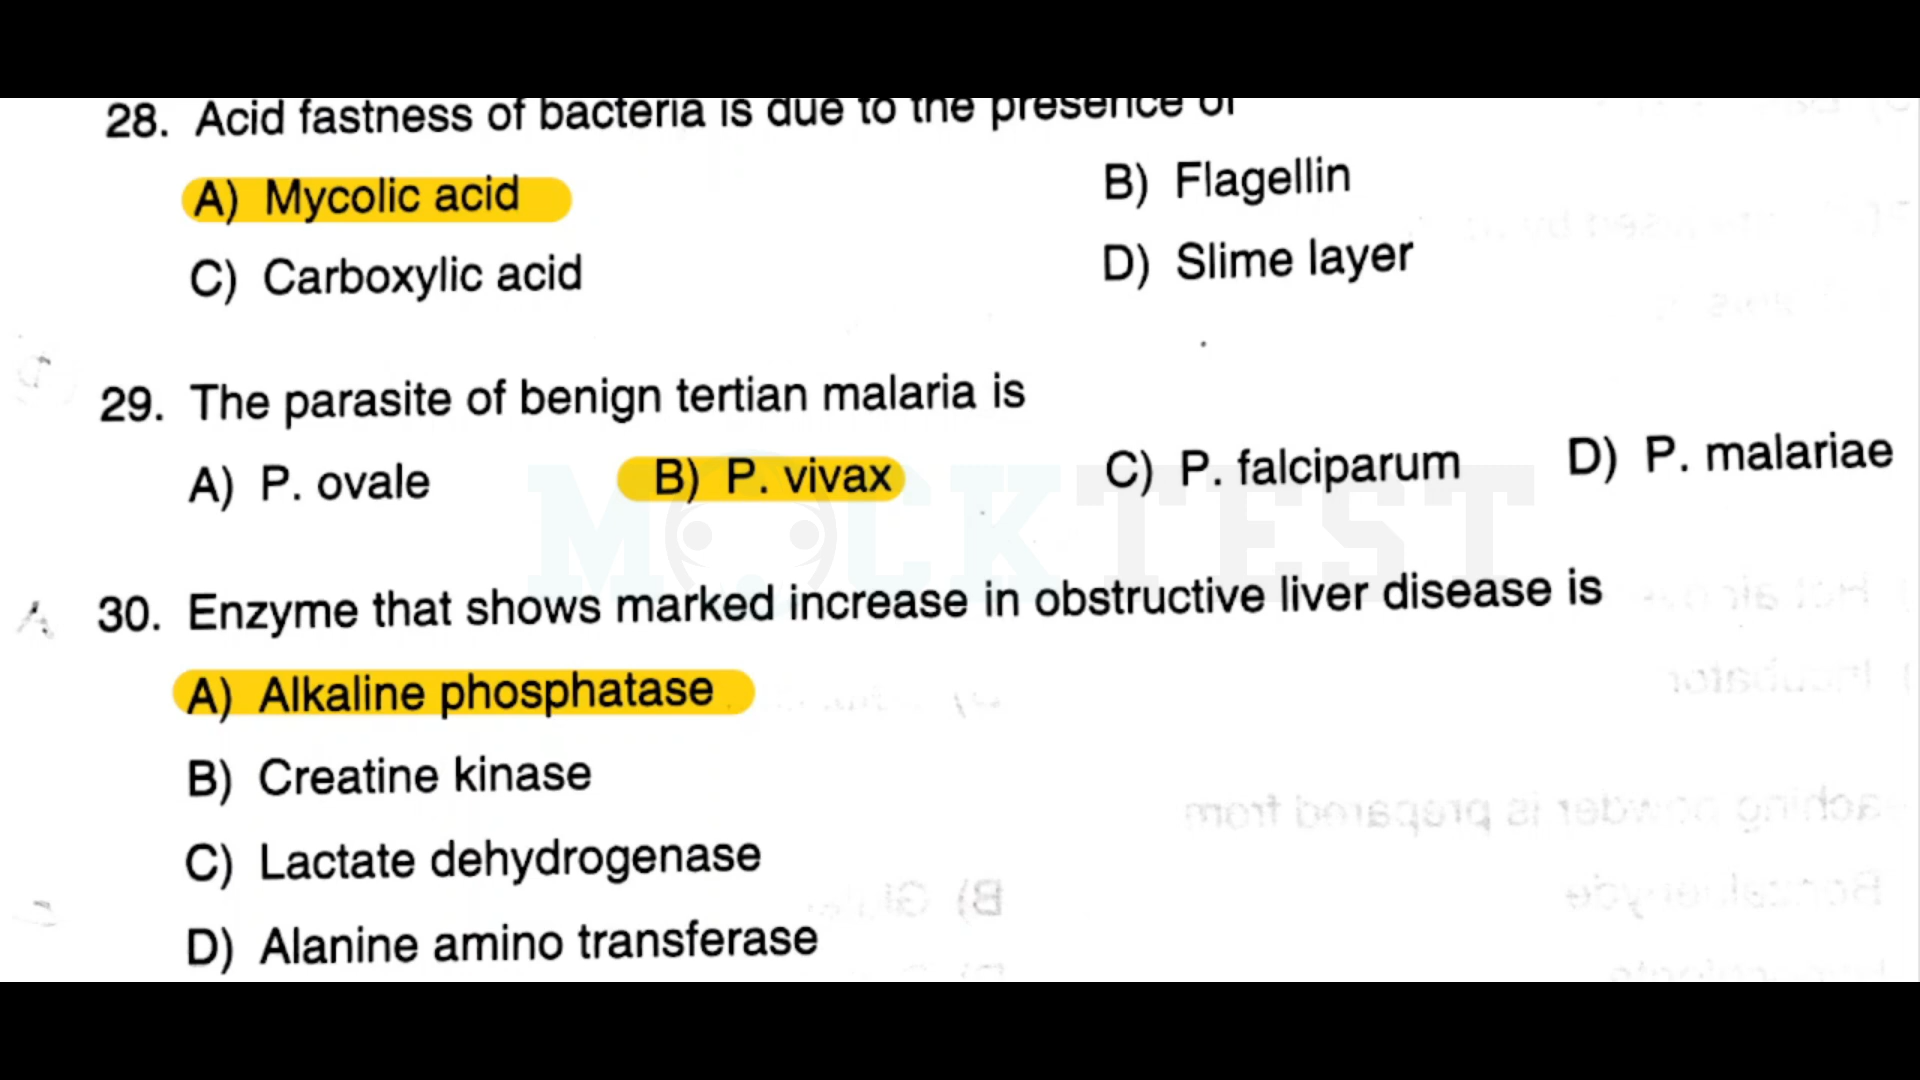 28. Acid fastness of bacteria is due to the presence of
A) Mycolic acid
B) Flagellin
C) Carboxylic acid
D) Slime layer
29. The parasite of benign tertian malaria is
A) P. ovale B) P. vivax C) P. falciparum D) P. malariae
MOCKTEST
30. Enzyme that shows marked increase in obstructive liver disease is
A) Alkaline phosphatase
B) Creatine kinase
C) Lactate dehydrogenase
D) Alanine amino transferase